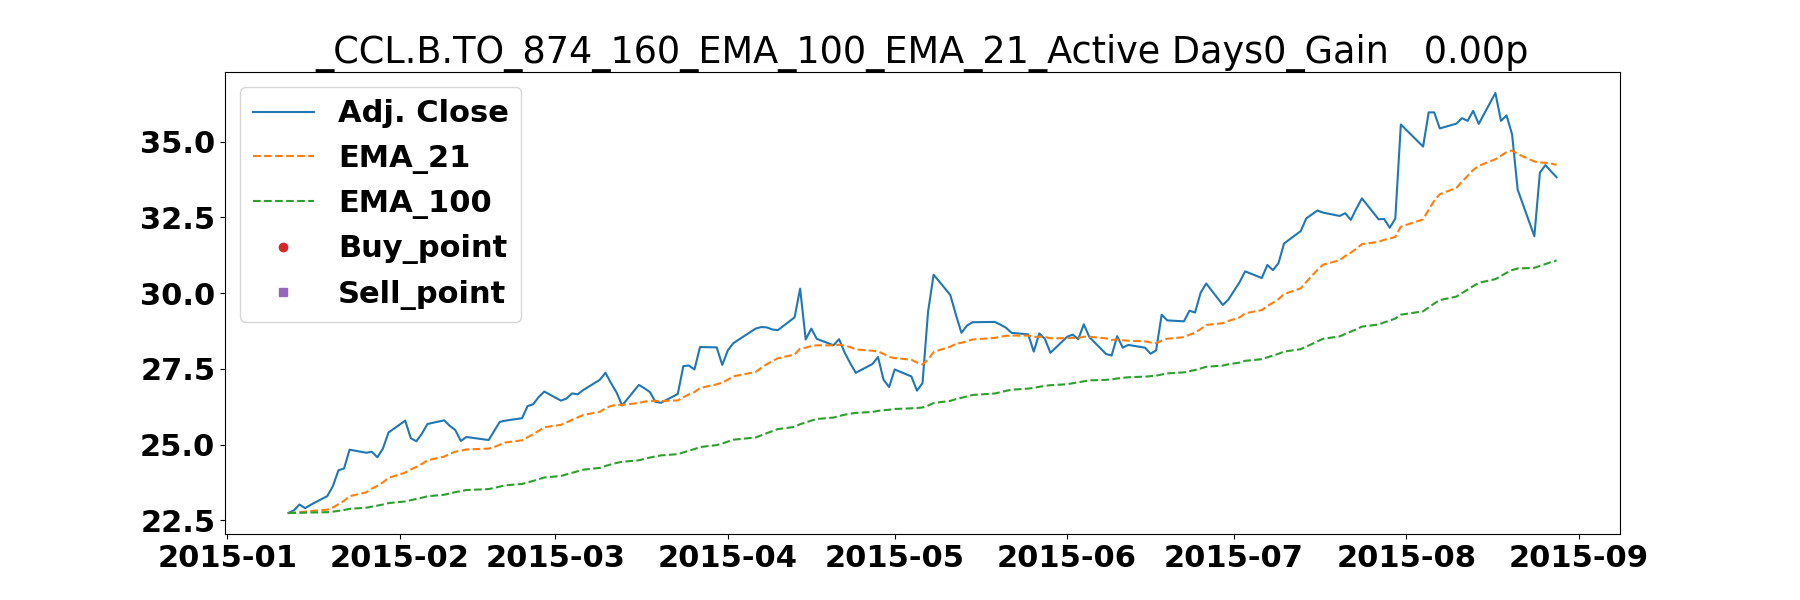 _CCL.B.TO_874_160_EMA_100_EMA_21_Active Days0_Gain   0.00p
Adj. Close
EMA_21
EMA_100
Buy_point
Sell_point
35.0
32.5
30.0
27.5
25.0
22.5
2015-01 2015-02 2015-03 2015-04 2015-05 2015-06 2015-07 2015-08 2015-09